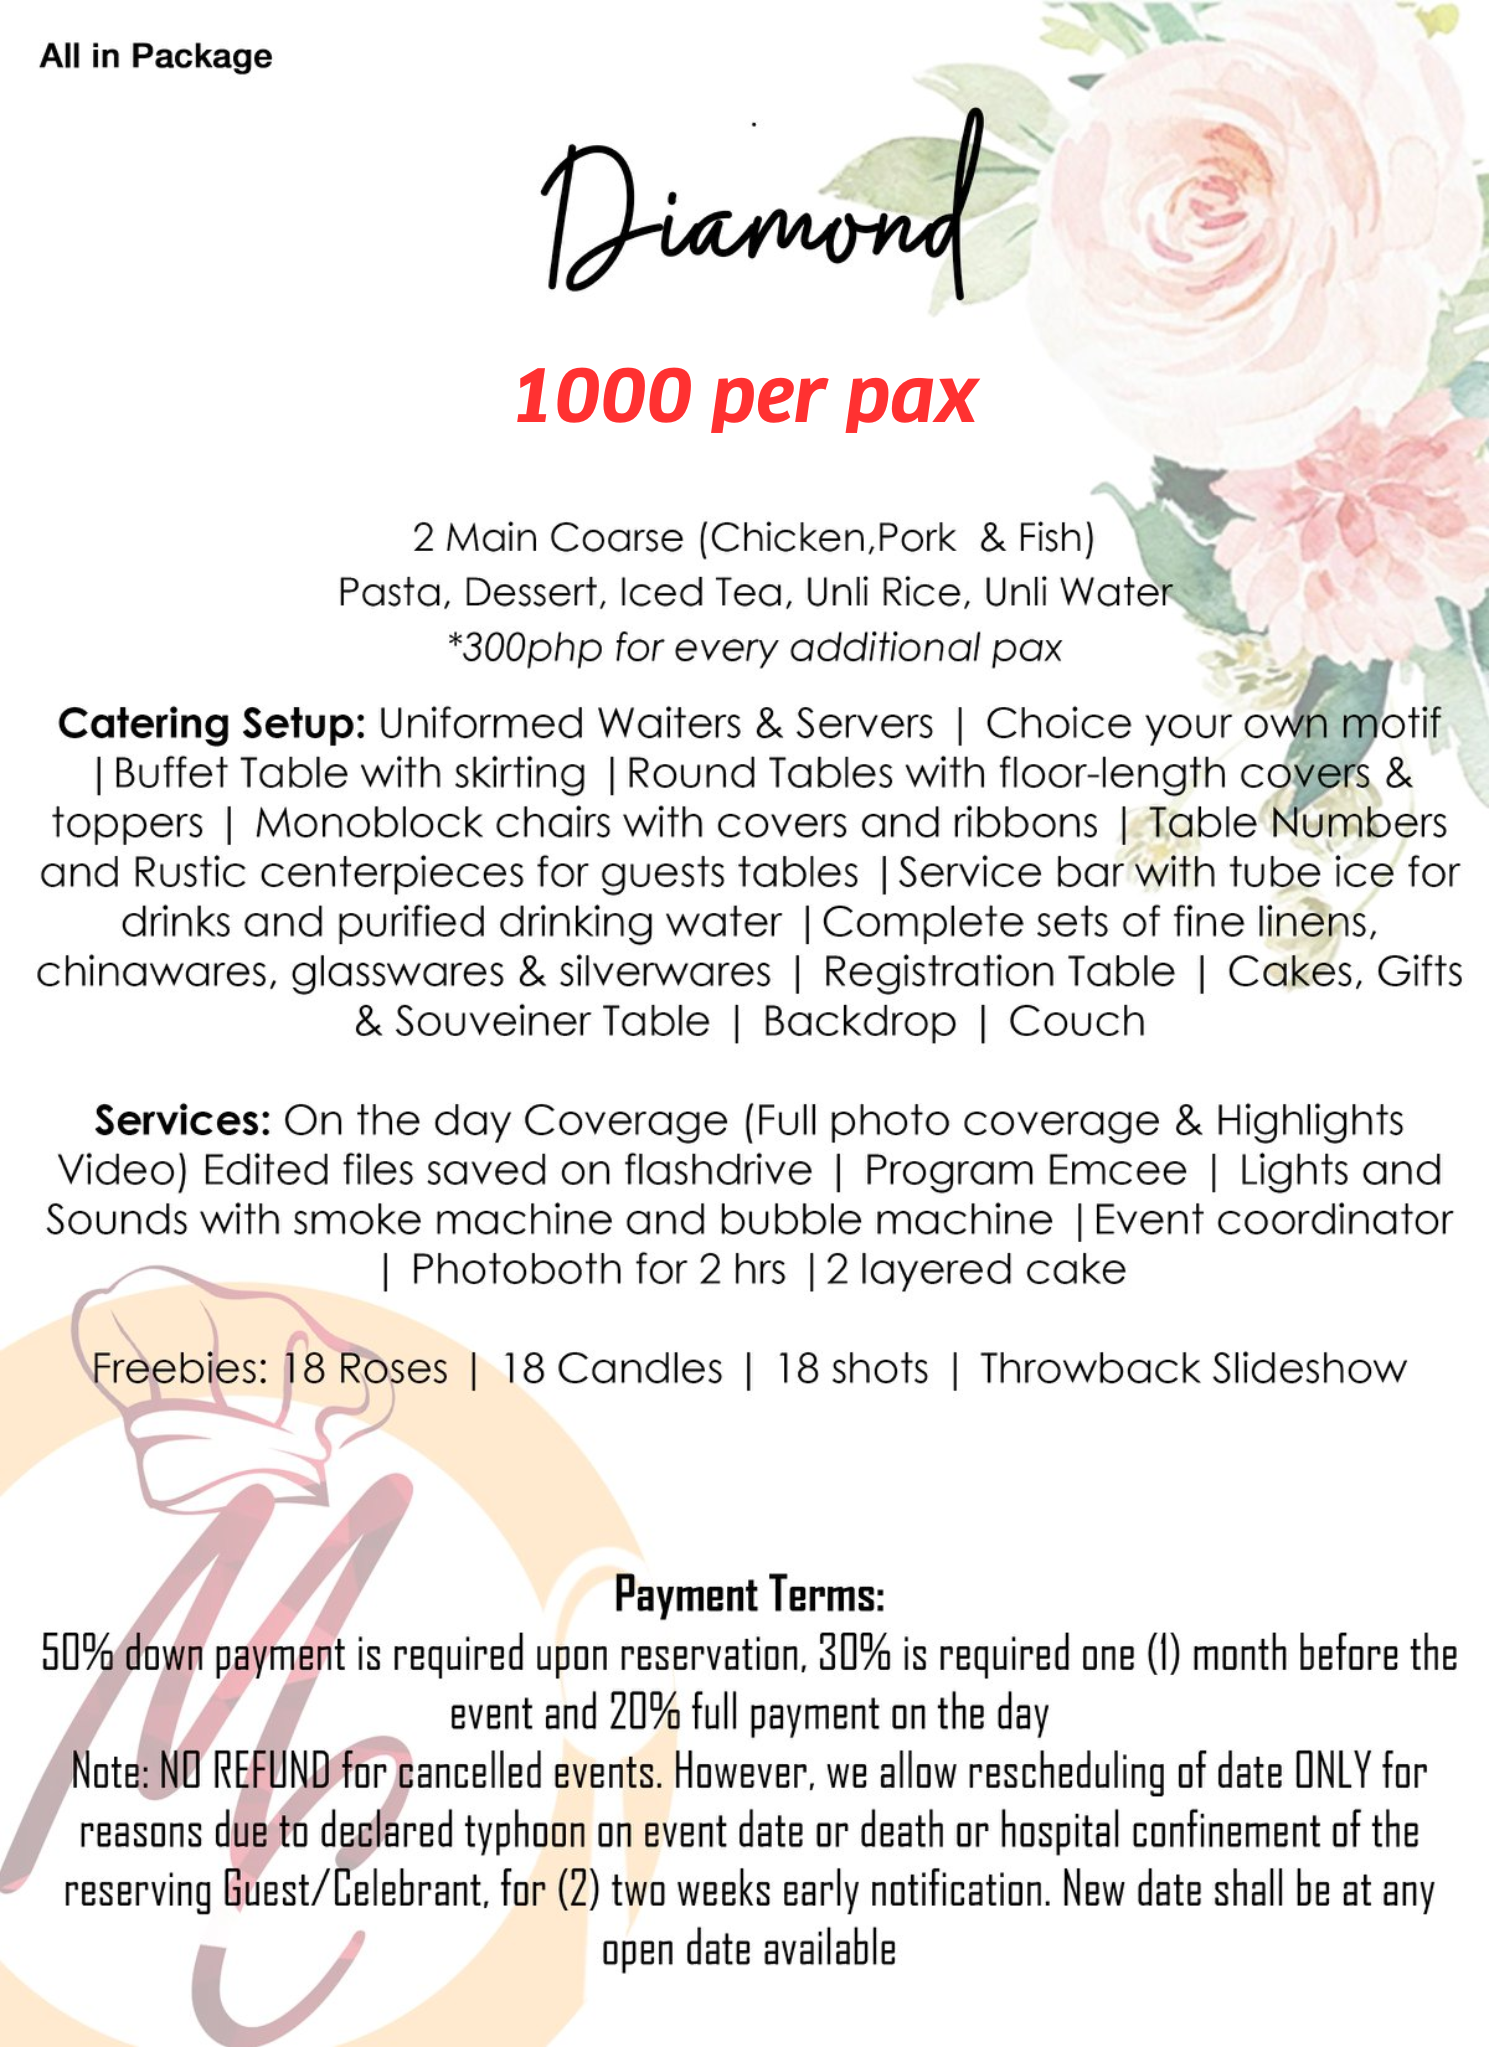 All in Package
Diamond
1000 per pax
2 Main Coarse (Chicken,Pork & Fish)
Pasta, Dessert, Iced Tea, Unli Rice, Unli Water
*300php for every additional pax
Catering Setup: Uniformed Waiters & Servers | Choice your own motif
|Buffet Table with skirting |Round Tables with floor-length covers &
toppers | Monoblock chairs with covers and ribbons | Table Numbers
and Rustic centerpieces for guests tables |Service bar with tube ice for
drinks and purified drinking water |Complete sets of fine linens,
chinawares, glasswares & silverwares | Registration Table | Cakes, Gifts
& Souveiner Table | Backdrop | Couch
Services: On the day Coverage (Full photo coverage & Highlights
Video) Edited files saved on flashdrive | Program Emcee | Lights and
Sounds with smoke machine and bubble machine |Event coordinator
| Photoboth for 2 hrs |2 layered cake
Freebies: 18 Roses | 18 Candles | 18 shots | Throwback Slideshow
Payment Terms:
50% down payment is required upon reservation, 30% is required one (1) month before the
event and 20% full payment on the day
Note: NO REFUND for cancelled events. However, we allow rescheduling of date ONLY for
reasons due to declared typhoon on event date or death or hospital confinement of the
reserving Guest/Celebrant, for (2) two weeks early notification. New date shall be at any
open date available